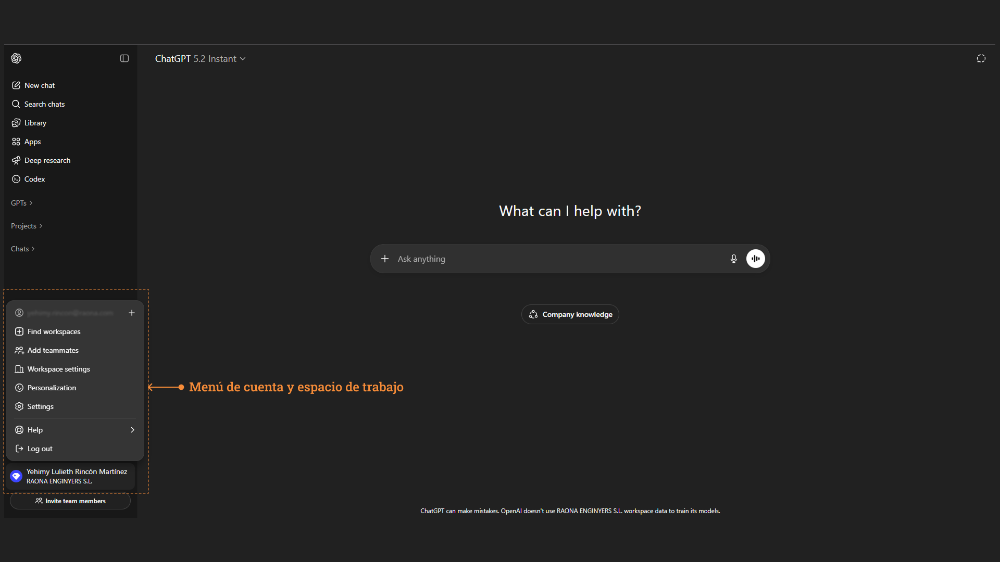 ChatGPT 5.2 Instant
New chat
Search chats
Library
Apps
Deep research
Codex
GPTs
Projects
Chats
What can I help with?
Ask anything
Company knowledge
Find workspaces
Add teammates
Workspace settings
Personalization
Settings
Help
Log out
Menú de cuenta y espacio de trabajo
Yehimy Lulieth Rincón Martínez
RAONA ENGINYERS S.L.
Invite team members
ChatGPT can make mistakes. OpenAI doesn't use RAONA ENGINYERS S.L. workspace data to train its models.